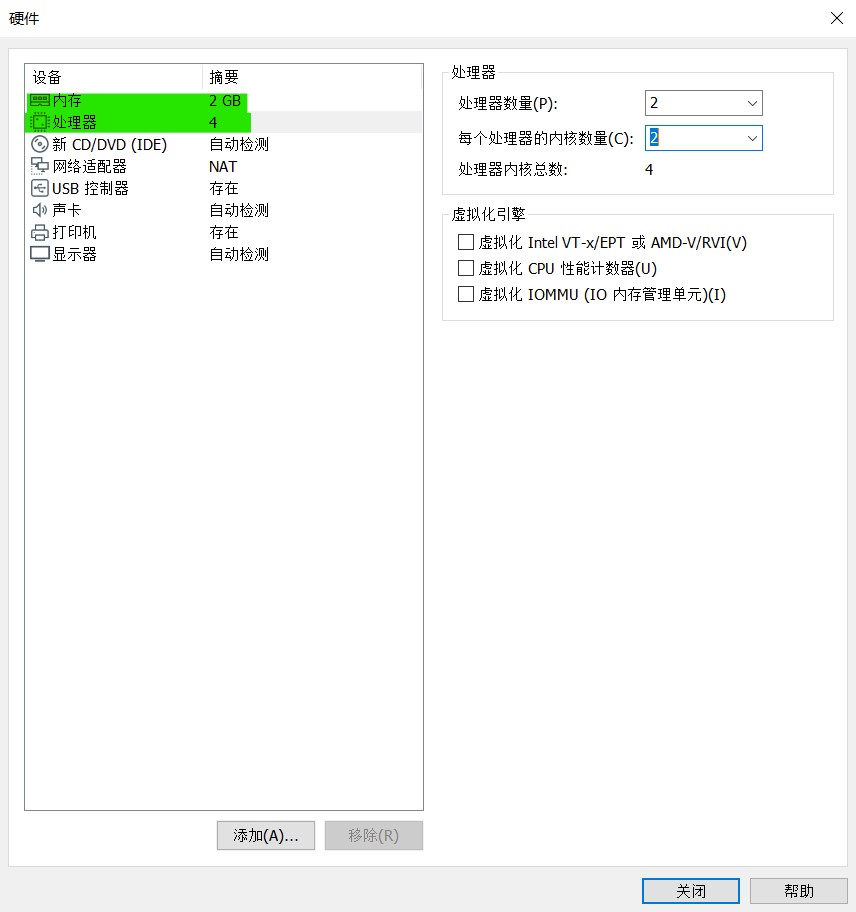 硬件
设备 摘要
内存 2 GB
处理器 4
新 CD/DVD (IDE) 自动检测
网络适配器 NAT
USB 控制器 存在
声卡 自动检测
打印机 存在
显示器 自动检测
添加(A)... 移除(R)
处理器
处理器数量(P): 2
每个处理器的内核数量(C): 2
处理器内核总数: 4
虚拟化引擎
虚拟化 Intel VT-x/EPT 或 AMD-V/RVI(V)
虚拟化 CPU 性能计数器(U)
虚拟化 IOMMU (IO 内存管理单元)(I)
关闭 帮助